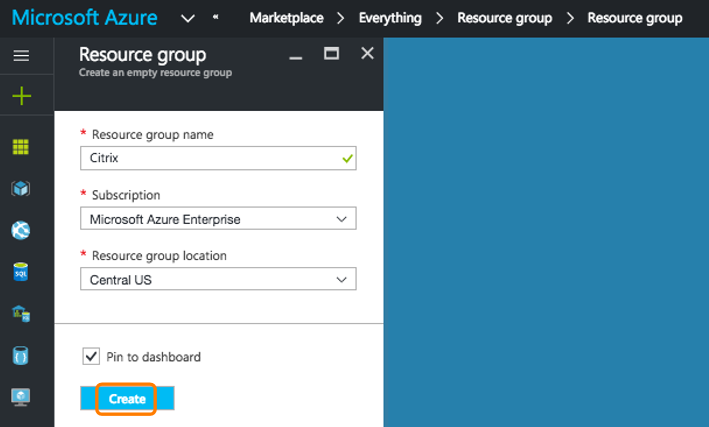 Microsoft Azure « Marketplace > Everything > Resource group > Resource group
Resource group
Create an empty resource group
* Resource group name
Citrix
* Subscription
Microsoft Azure Enterprise
* Resource group location
Central US
Pin to dashboard
Create
SQL